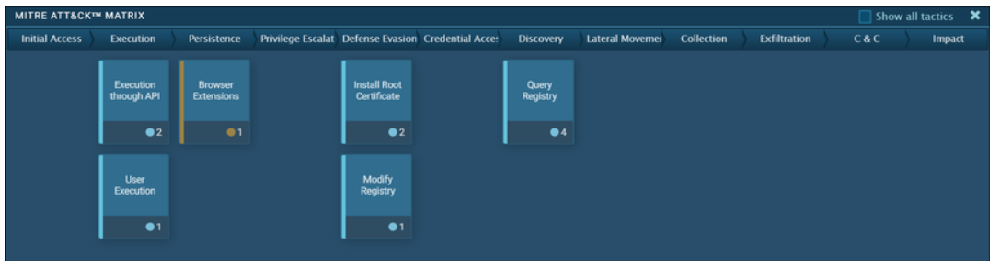 MITRE ATT&CK™ MATRIX Show all tactics ✖
Initial Access Execution Persistence Privilege Escalat Defense Evasion Credential Acce Discovery Lateral Moveme Collection Exfiltration C & C Impact
Execution through API
2
Browser Extensions
1
Install Root Certificate
2
Query Registry
4
User Execution
1
Modify Registry
1